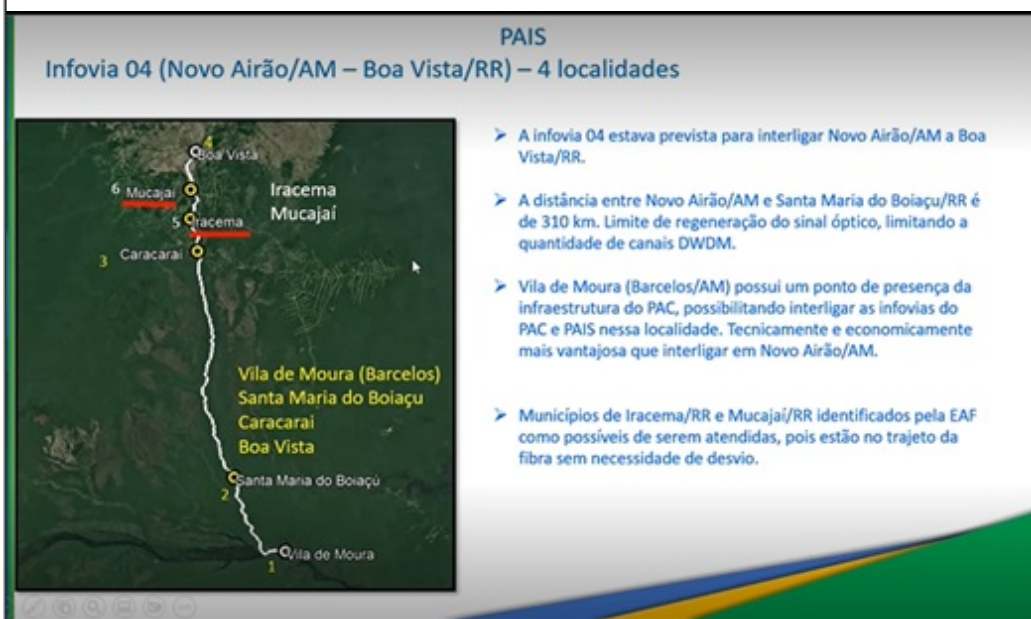 PAIS
Infovia 04 (Novo Airão/AM – Boa Vista/RR) – 4 localidades
4
Boa Vista
6 Mucajaí
Iracema
Mucajaí
5 Iracema
3
Caracaraí
Vila de Moura (Barcelos)
Santa Maria do Boiaçu
Caracarai
Boa Vista
Santa Maria do Boiaçú
2
Vila de Moura
1
➢ A infovia 04 estava prevista para interligar Novo Airão/AM a Boa
Vista/RR.
➢ A distância entre Novo Airão/AM e Santa Maria do Boiaçu/RR é
de 310 km. Limite de regeneração do sinal óptico, limitando a
quantidade de canais DWDM.
➢ Vila de Moura (Barcelos/AM) possui um ponto de presença da
infraestrutura do PAC, possibilitando interligar as infovias do
PAC e PAIS nessa localidade. Tecnicamente e economicamente
mais vantajosa que interligar em Novo Airão/AM.
➢ Municípios de Iracema/RR e Mucajaí/RR identificados pela EAF
como possíveis de serem atendidas, pois estão no trajeto da
fibra sem necessidade de desvio.